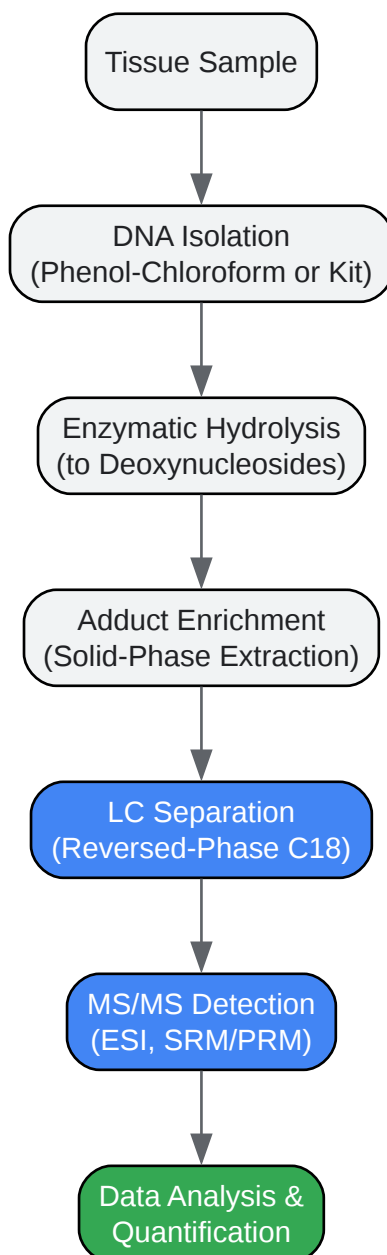 Tissue Sample
DNA Isolation
(Phenol-Chloroform or Kit)
Enzymatic Hydrolysis
(to Deoxynucleosides)
Adduct Enrichment
(Solid-Phase Extraction)
LC Separation
(Reversed-Phase C18)
MS/MS Detection
(ESI, SRM/PRM)
Data Analysis &
Quantification